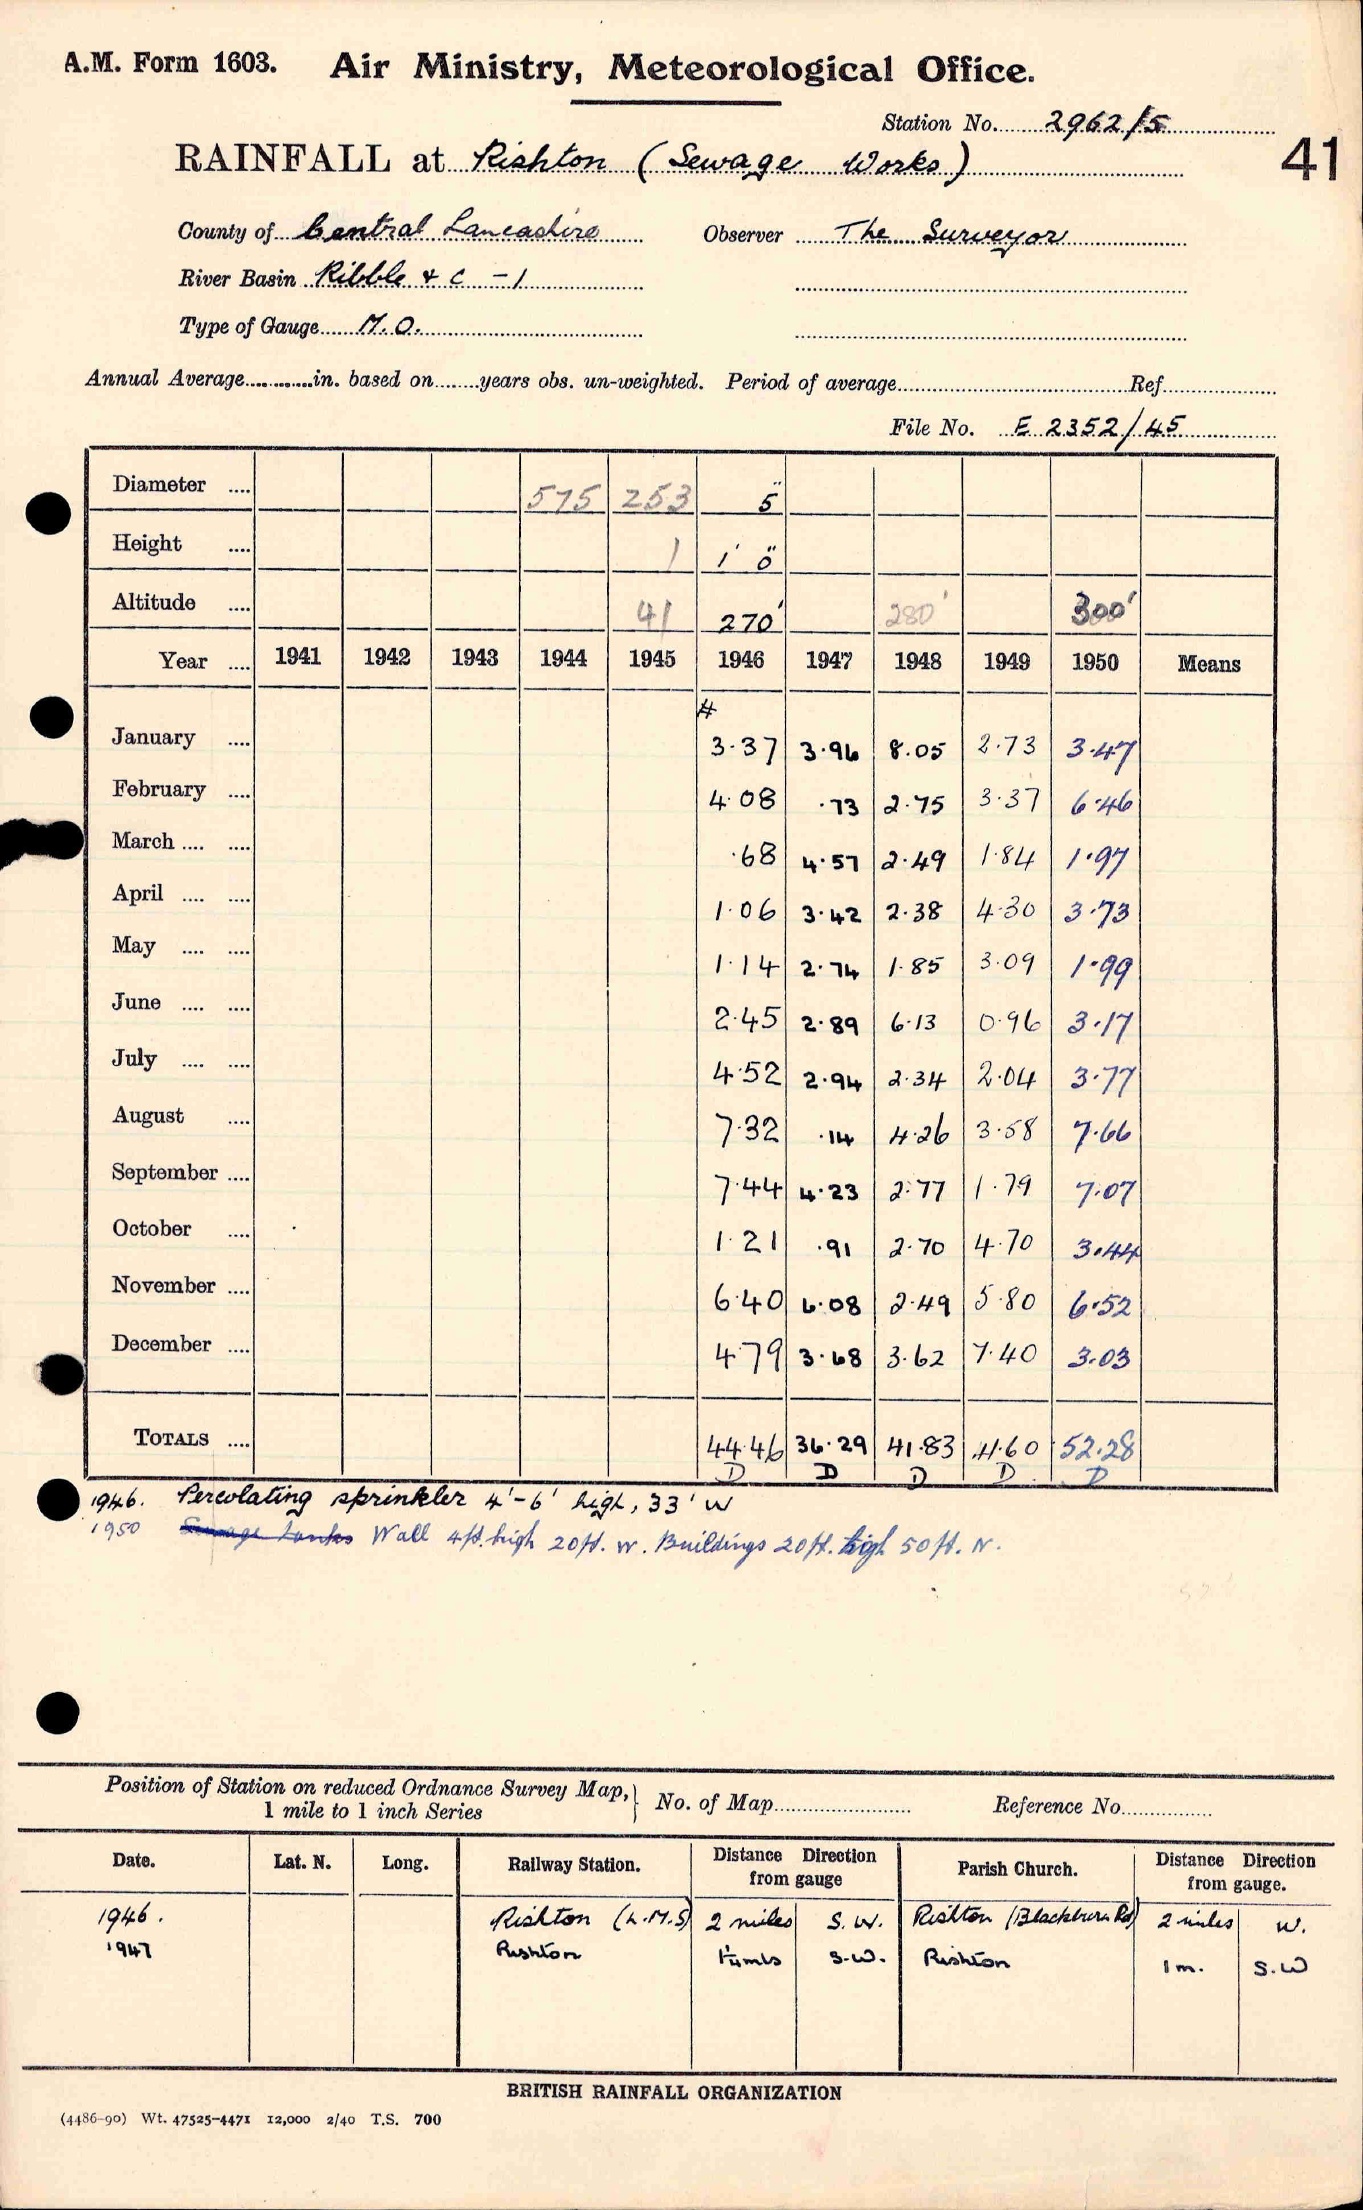 A.M. Form 1603. Air Ministry, Meteorological Office.
Station No. 2962/5
41
RAINFALL at Rishton (Sewage Works)
County of Central Lancashire Observer The Surveyor
River Basin Ribble & C -1
Type of Gauge M.O.
Annual Average in. based on years obs. un-weighted. Period of average Ref.
File No. E 2352/45
Diameter 575 253 5"
Height 1 1' 0"
Altitude 41 270' 280' 300'
Year 1941 1942 1943 1944 1945 1946 1947 1948 1949 1950 Means
#
January 3.37 3.96 8.05 2.73 3.47
February 4.08 .73 2.75 3.37 6.46
March .68 4.57 2.49 1.84 1.97
April 1.06 3.42 2.38 4.30 3.73
May 1.14 2.74 1.85 3.09 1.99
June 2.45 2.89 6.13 0.96 3.17
July 4.52 2.94 2.34 2.04 3.77
August 7.32 .14 4.26 3.58 7.66
September 7.44 4.23 2.77 1.79 7.07
October 1.21 .91 2.70 4.70 3.44
November 6.40 6.08 2.49 5.80 6.52
December 4.79 3.68 3.62 7.40 3.03
TOTALS 44.46 36.29 41.83 41.60 52.28
D D D D D
1946. Percolating sprinkler 4'-6' high, 33' W
1950 Sewage tanks Wall 4ft. high 20ft. W. Buildings 20ft. high 50ft. N.
Position of Station on reduced Ordnance Survey Map, 1 mile to 1 inch Series } No. of Map Reference No.
Date. Lat. N. Long. Railway Station. Distance Direction from gauge Parish Church. Distance Direction from gauge.
1946. Rishton (L.M.S) 2 miles S.W. Rishton (Blackburn Rd) 2 miles W.
1947 Rishton 1¼ mls S.W. Rishton 1 m. S.W
BRITISH RAINFALL ORGANIZATION
(4486-90) Wt. 47525-4471 12,000 2/40 T.S. 700